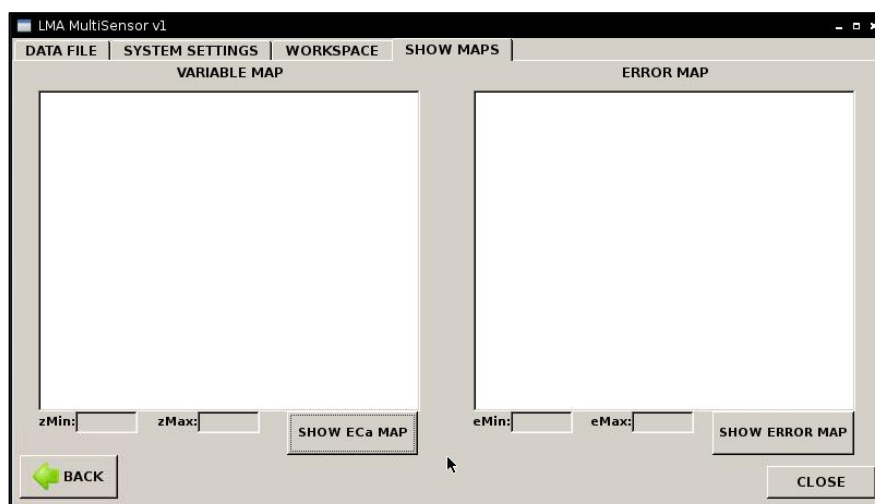 LMA MultiSensor v1
DATA FILE SYSTEM SETTINGS WORKSPACE SHOW MAPS
VARIABLE MAP ERROR MAP
zMin: zMax: SHOW ECa MAP eMin: eMax: SHOW ERROR MAP
BACK CLOSE